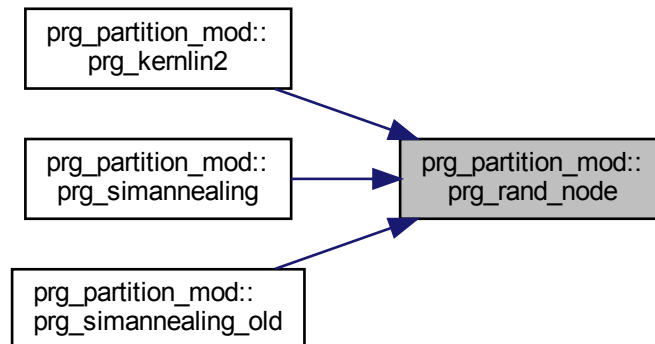 prg_partition_mod::
prg_kernlin2
prg_partition_mod::
prg_simannealing
prg_partition_mod::
prg_rand_node
prg_partition_mod::
prg_simannealing_old